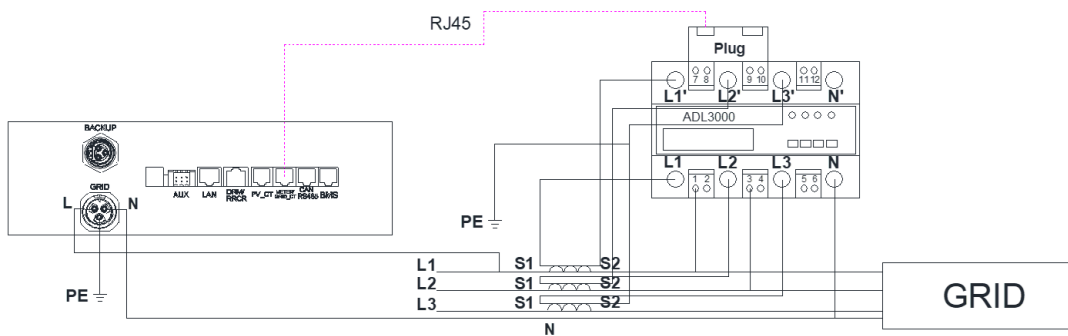 RJ45
Plug
7 8
9 10
11 12
L1' L2' L3' N'
ADL3000
L1 L2 L3 N
1 2
3 4
5 6
BACKUP
GRID
L N
AUX
LAN
DRM/
RRCR
PV_CT
METER/
GRID_CT
CAN
RS485
BMS
PE
PE
L1 S1 S2
L2 S1 S2
L3 S1 S2
N
GRID